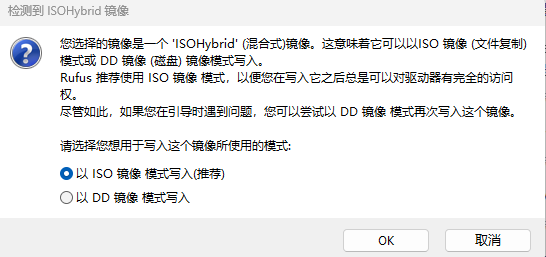 检测到 ISOHybrid 镜像
您选择的镜像是一个 'ISOHybrid' (混合式)镜像。这意味着它可以以ISO 镜像 (文件复制)
模式或 DD 镜像 (磁盘) 镜像模式写入。
Rufus 推荐使用 ISO 镜像 模式，以便您在写入它之后总是可以对驱动器有完全的访问
权。
尽管如此，如果您在引导时遇到问题，您可以尝试以 DD 镜像 模式再次写入这个镜像。
请选择您想用于写入这个镜像所使用的模式:
以 ISO 镜像 模式写入(推荐)
以 DD 镜像 模式写入
OK
取消